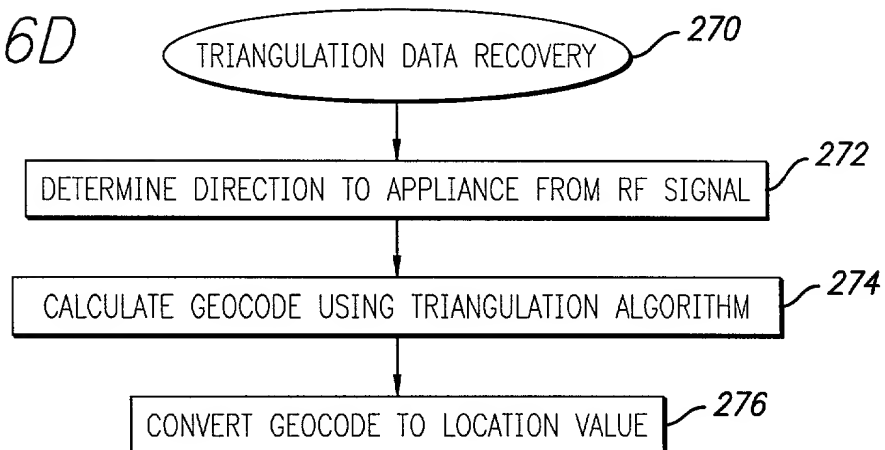 6D
TRIANGULATION DATA RECOVERY
270
DETERMINE DIRECTION TO APPLIANCE FROM RF SIGNAL
272
CALCULATE GEOCODE USING TRIANGULATION ALGORITHM
274
CONVERT GEOCODE TO LOCATION VALUE
276